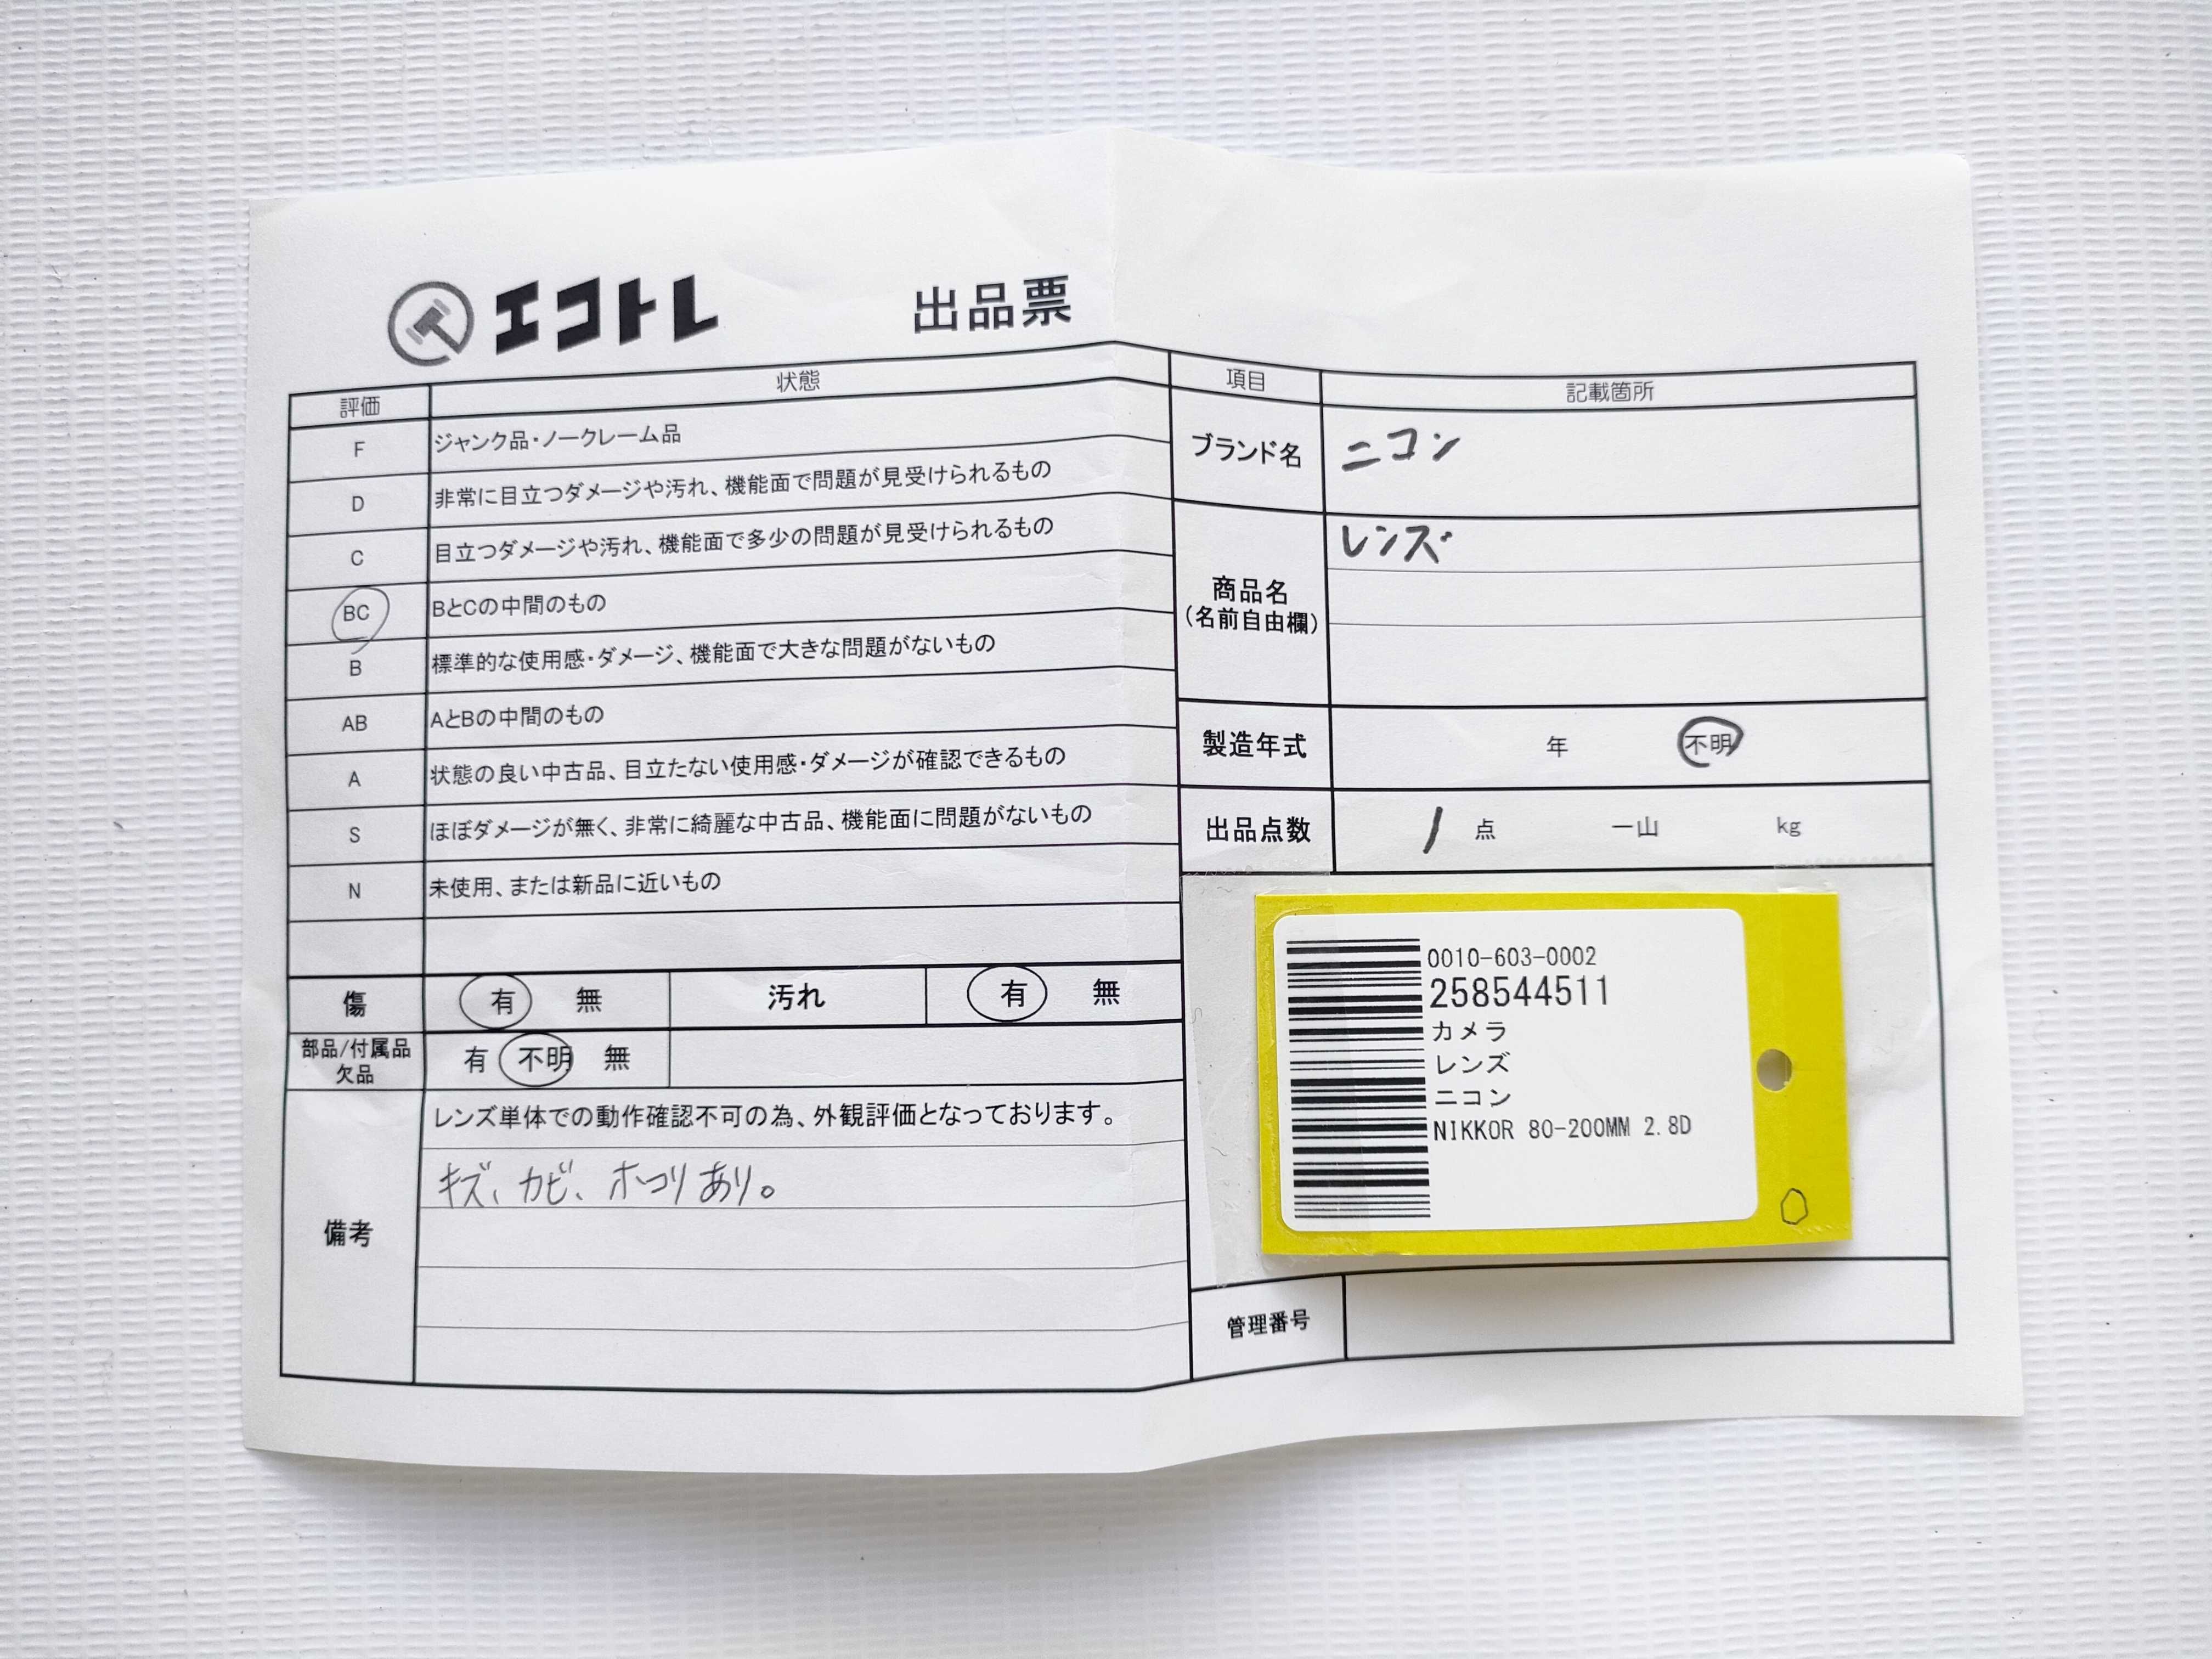 エコトレ 出品票
評価 状態
F ジャンク品・ノークレーム品
D 非常に目立つダメージや汚れ、機能面で問題が見受けられるもの
C 目立つダメージや汚れ、機能面で多少の問題が見受けられるもの
BC BとCの中間のもの
B 標準的な使用感・ダメージ、機能面で大きな問題がないもの
AB AとBの中間のもの
A 状態の良い中古品、目立たない使用感・ダメージが確認できるもの
S ほぼダメージが無く、非常に綺麗な中古品、機能面に問題がないもの
N 未使用、または新品に近いもの
傷 有 無 汚れ 有 無
部品/付属品
欠品
有 不明 無
備考
レンズ単体での動作確認不可の為、外観評価となっております。
キズ、カビ、ホコリあり。
項目 記載箇所
ブランド名 ニコン
商品名
(名前自由欄)
レンズ
製造年式 年 不明
出品点数 1 点 一山 kg
0010-603-0002
258544511
カメラ
レンズ
ニコン
NIKKOR 80-200MM 2.8D
管理番号